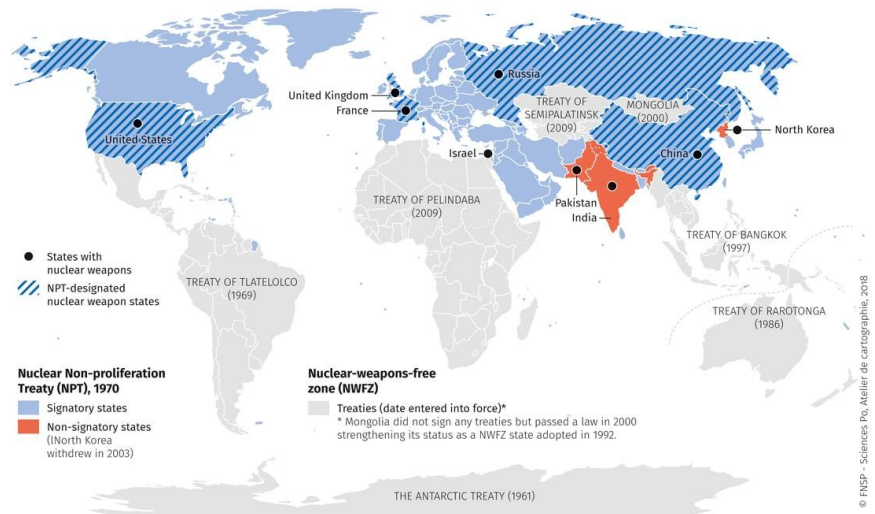 United Kingdom
France
Russia
United States
TREATY OF
SEMIPALATINSK
(2009)
MONGOLIA
(2000)
North Korea
Israel
China
Pakistan
India
TREATY OF PELINDABA
(2009)
TREATY OF BANGKOK
(1997)
TREATY OF TLATELOLCO
(1969)
TREATY OF RAROTONGA
(1986)
States with
nuclear weapons
NPT-designated
nuclear weapon states
Nuclear Non-proliferation
Treaty (NPT), 1970
Signatory states
Non-signatory states
(lNorth Korea
withdrew in 2003)
Nuclear-weapons-free
zone (NWFZ)
Treaties (date entered into force)*
* Mongolia did not sign any treaties but passed a law in 2000
strengthening its status as a NWFZ state adopted in 1992.
THE ANTARCTIC TREATY (1961)
© FNSP - Sciences Po, Atelier de cartographie, 2018